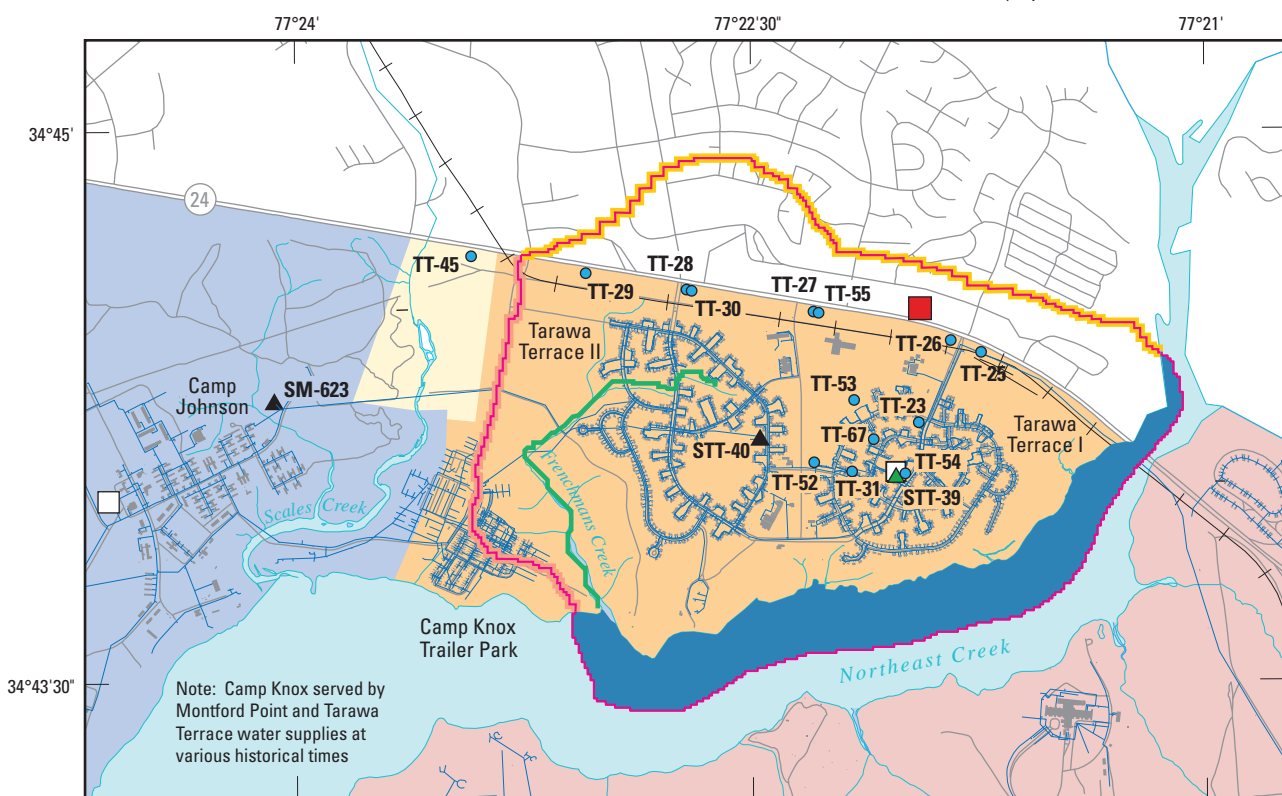 77°24'
77°22'30"
77°21'
34°45'
24
TT-45
TT-28
TT-29
TT-30
TT-27
TT-55
Tarawa
Terrace II
TT-26
TT-25
Camp
Johnson
SM-623
TT-53
TT-23
Tarawa
Terrace I
TT-67
STT-40
TT-54
TT-52
TT-31
STT-39
Frenchmans Creek
Scales Creek
Camp Knox
Trailer Park
Northeast Creek
34°43'30"
Note: Camp Knox served by
Montford Point and Tarawa
Terrace water supplies at
various historical times